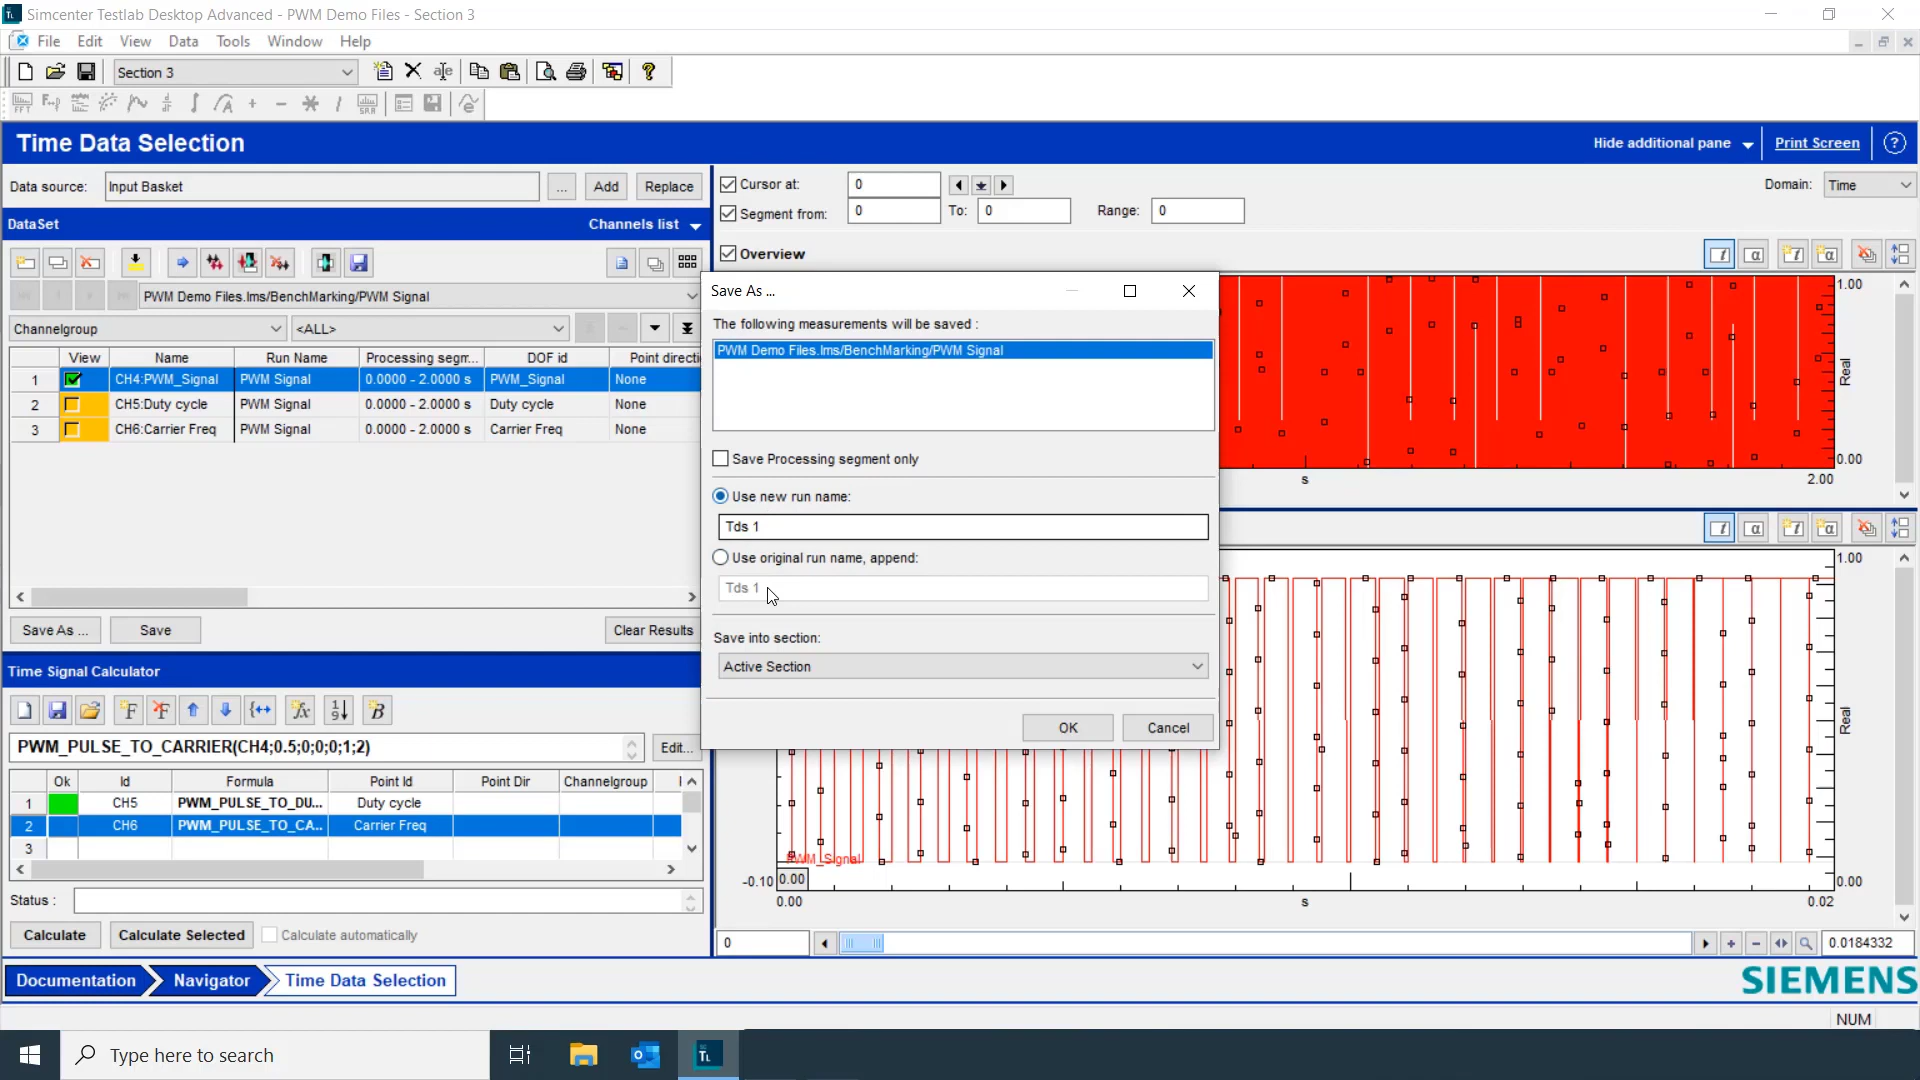 Simcenter Testlab Desktop Advanced - PWM Demo Files - Section 3
File Edit View Data Tools Window Help
Section 3
Time Data Selection
Hide additional pane
Print Screen
Data source: Input Basket ... Add Replace
Cursor at: 0
Domain: Time
Segment from: 0 To: 0 Range: 0
DataSet
Channels list
Overview
PWM Demo Files.lms/BenchMarking/PWM Signal
Channelgroup <ALL>
View Name Run Name Processing segm... DOF id Point directi
1 CH4:PWM_Signal PWM Signal 0.0000 - 2.0000 s PWM_Signal None
2 CH5:Duty cycle PWM Signal 0.0000 - 2.0000 s Duty cycle None
3 CH6:Carrier Freq PWM Signal 0.0000 - 2.0000 s Carrier Freq None
Save As ... Save Clear Results
Save As ...
The following measurements will be saved :
PWM Demo Files.lms/BenchMarking/PWM Signal
Save Processing segment only
Use new run name:
Tds 1
Use original run name, append:
Tds 1
Save into section:
Active Section
OK Cancel
1.00
Real
0.00
s
2.00
1.00
Real
PWM_Signal
-0.10 0.00
0.00
0.00 s 0.02
0 0.0184332
Time Signal Calculator
PWM_PULSE_TO_CARRIER(CH4;0.5;0;0;0;1;2)
Edit...
Ok Id Formula Point Id Point Dir Channelgroup
1 CH5 PWM_PULSE_TO_DU... Duty cycle
2 CH6 PWM_PULSE_TO_CA... Carrier Freq
3
Status :
Calculate Calculate Selected Calculate automatically
Documentation Navigator Time Data Selection
SIEMENS
NUM
Type here to search